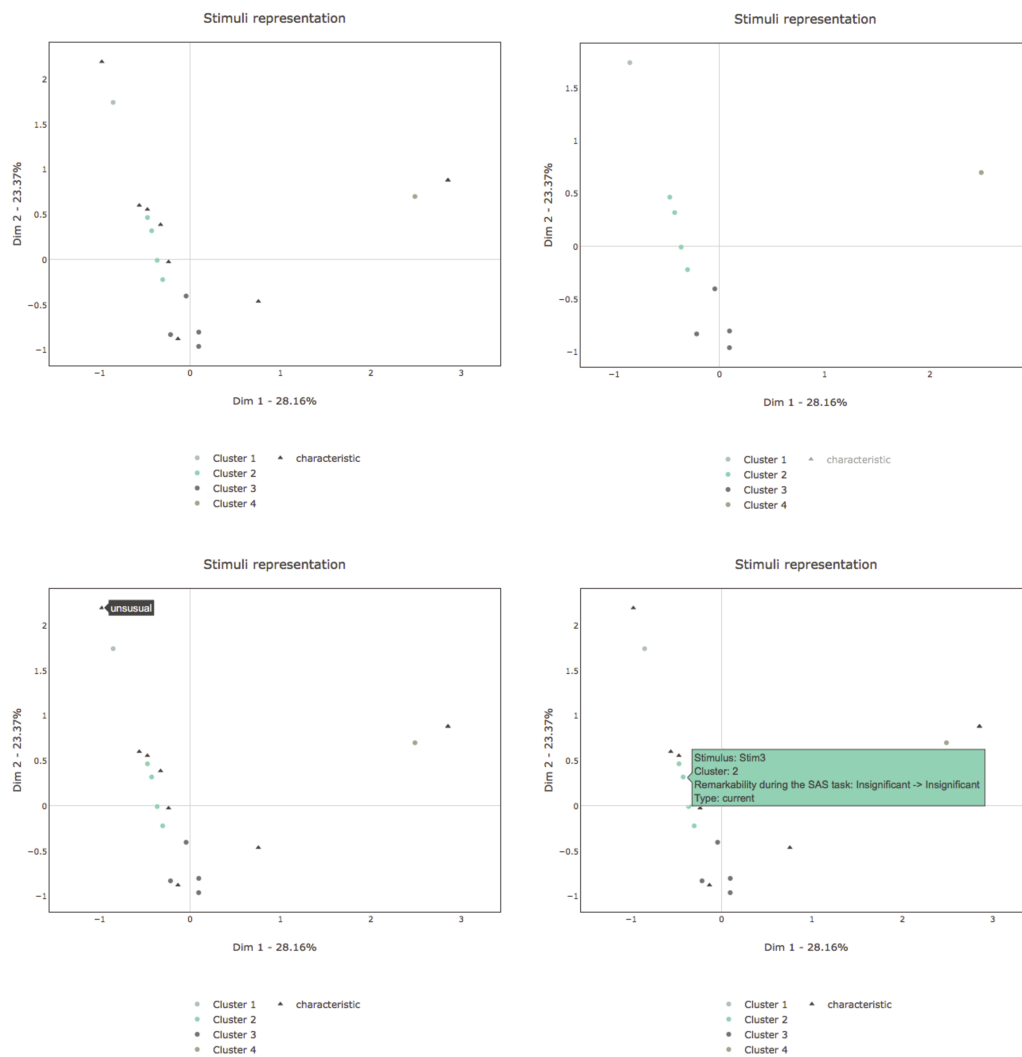 Stimuli representation
2
1.5
1
0.5
0
−0.5
−1
Dim 2 - 23.37%
−1
0
1
2
3
Dim 1 - 28.16%
Cluster 1
characteristic
Cluster 2
Cluster 3
Cluster 4
Stimuli representation
1.5
1
0.5
0
−0.5
−1
Dim 2 - 23.37%
−1
0
1
2
Dim 1 - 28.16%
Cluster 1
characteristic
Cluster 2
Cluster 3
Cluster 4
Stimuli representation
unsusual
2
1.5
1
0.5
0
−0.5
−1
Dim 2 - 23.37%
−1
0
1
2
3
Dim 1 - 28.16%
Cluster 1
characteristic
Cluster 2
Cluster 3
Cluster 4
Stimuli representation
2
1.5
1
0.5
0
−0.5
−1
Dim 2 - 23.37%
Stimulus: Stim3
Cluster: 2
Remarkability during the SAS task: Insignificant -> Insignificant
Type: current
−1
0
1
2
3
Dim 1 - 28.16%
Cluster 1
characteristic
Cluster 2
Cluster 3
Cluster 4